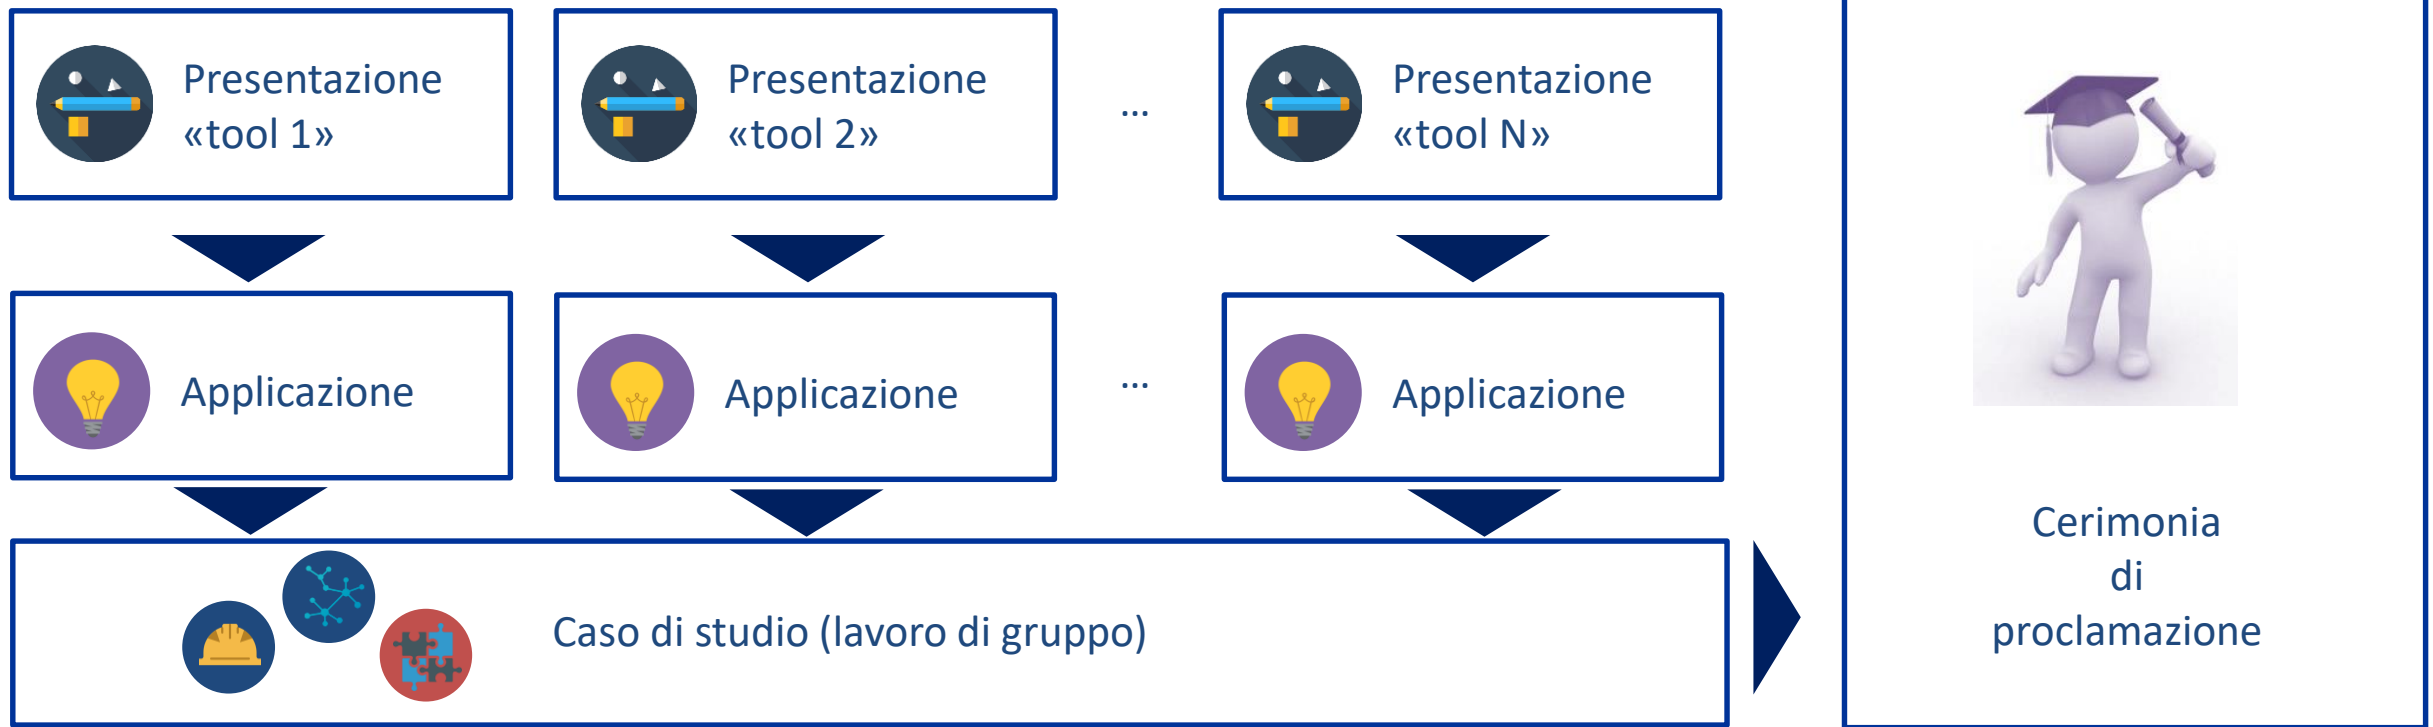 Presentazione
«tool 1»
Presentazione
«tool 2»
...
Presentazione
«tool N»
Applicazione
Applicazione
...
Applicazione
Caso di studio (lavoro di gruppo)
Cerimonia
di
proclamazione